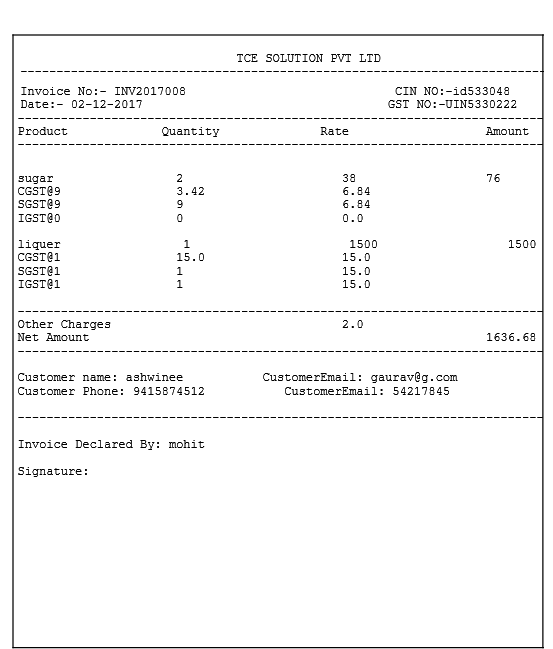 TCE SOLUTION PVT LTD
Invoice No:- INV2017008 CIN NO:-id533048
Date:- 02-12-2017 GST NO:-UIN5330222
Product Quantity Rate Amount
sugar 2 38 76
CGST@9 3.42 6.84
SGST@9 9 6.84
IGST@0 0 0.0
liquer 1 1500 1500
CGST@1 15.0 15.0
SGST@1 1 15.0
IGST@1 1 15.0
Other Charges 2.0
Net Amount 1636.68
Customer name: ashwinee CustomerEmail: gaurav@g.com
Customer Phone: 9415874512 CustomerEmail: 54217845
Invoice Declared By: mohit
Signature: